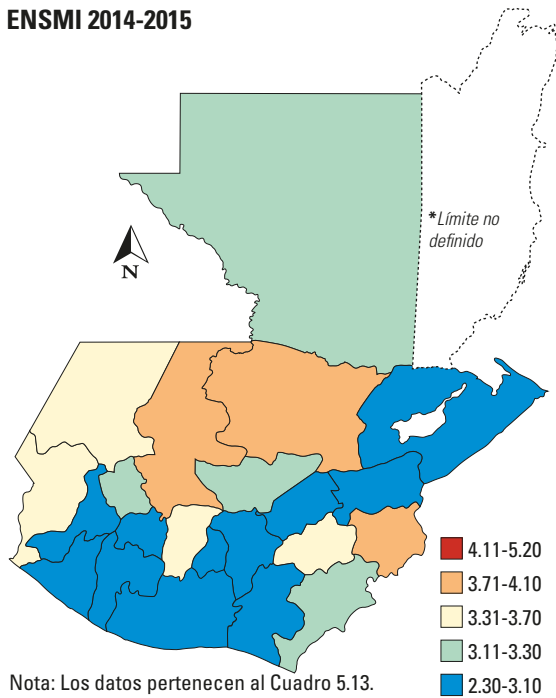 ENSMI 2014-2015
*Límite no
definido
N
4.11-5.20
3.71-4.10
3.31-3.70
3.11-3.30
2.30-3.10
Nota: Los datos pertenecen al Cuadro 5.13.